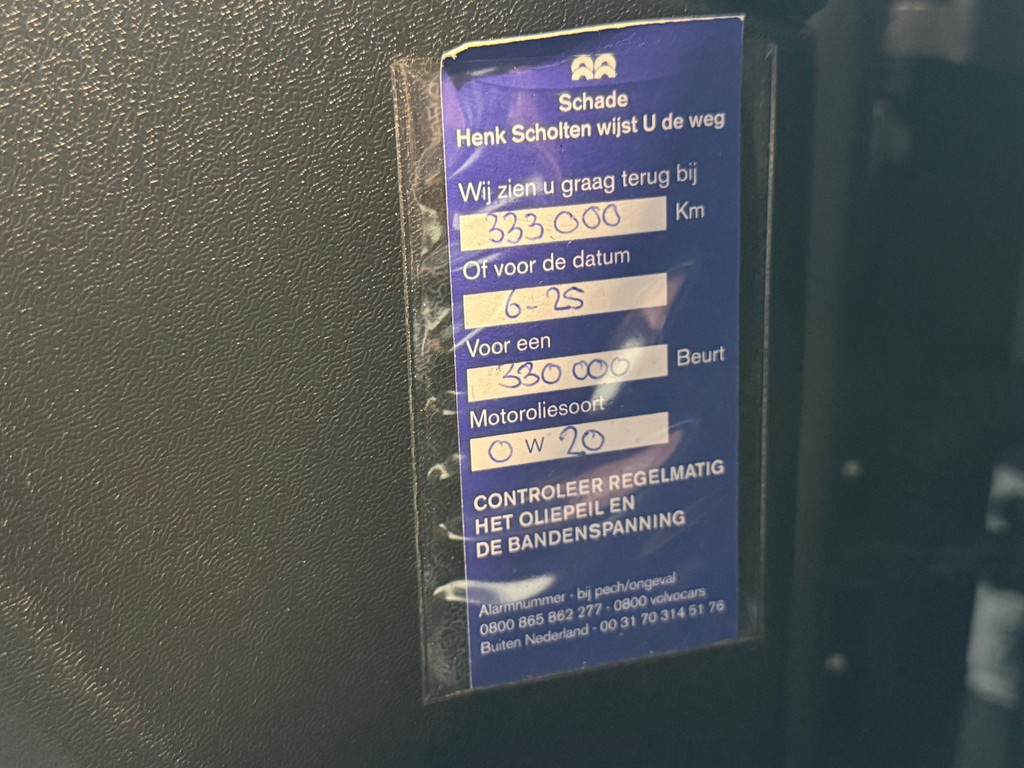 Schade
Henk Scholten wijst U de weg
Wij zien u graag terug bij
333.000 Km
Of voor de datum
6-25
Voor een
330 000 Beurt
Motoroliesoort
0 W 20
CONTROLEER REGELMATIG
HET OLIEPEIL EN
DE BANDENSPANNING
Alarmnummer - bij pech/ongeval
0800 865 862 277 - 0800 volvocars
Buiten Nederland - 00 31 70 314 51 76